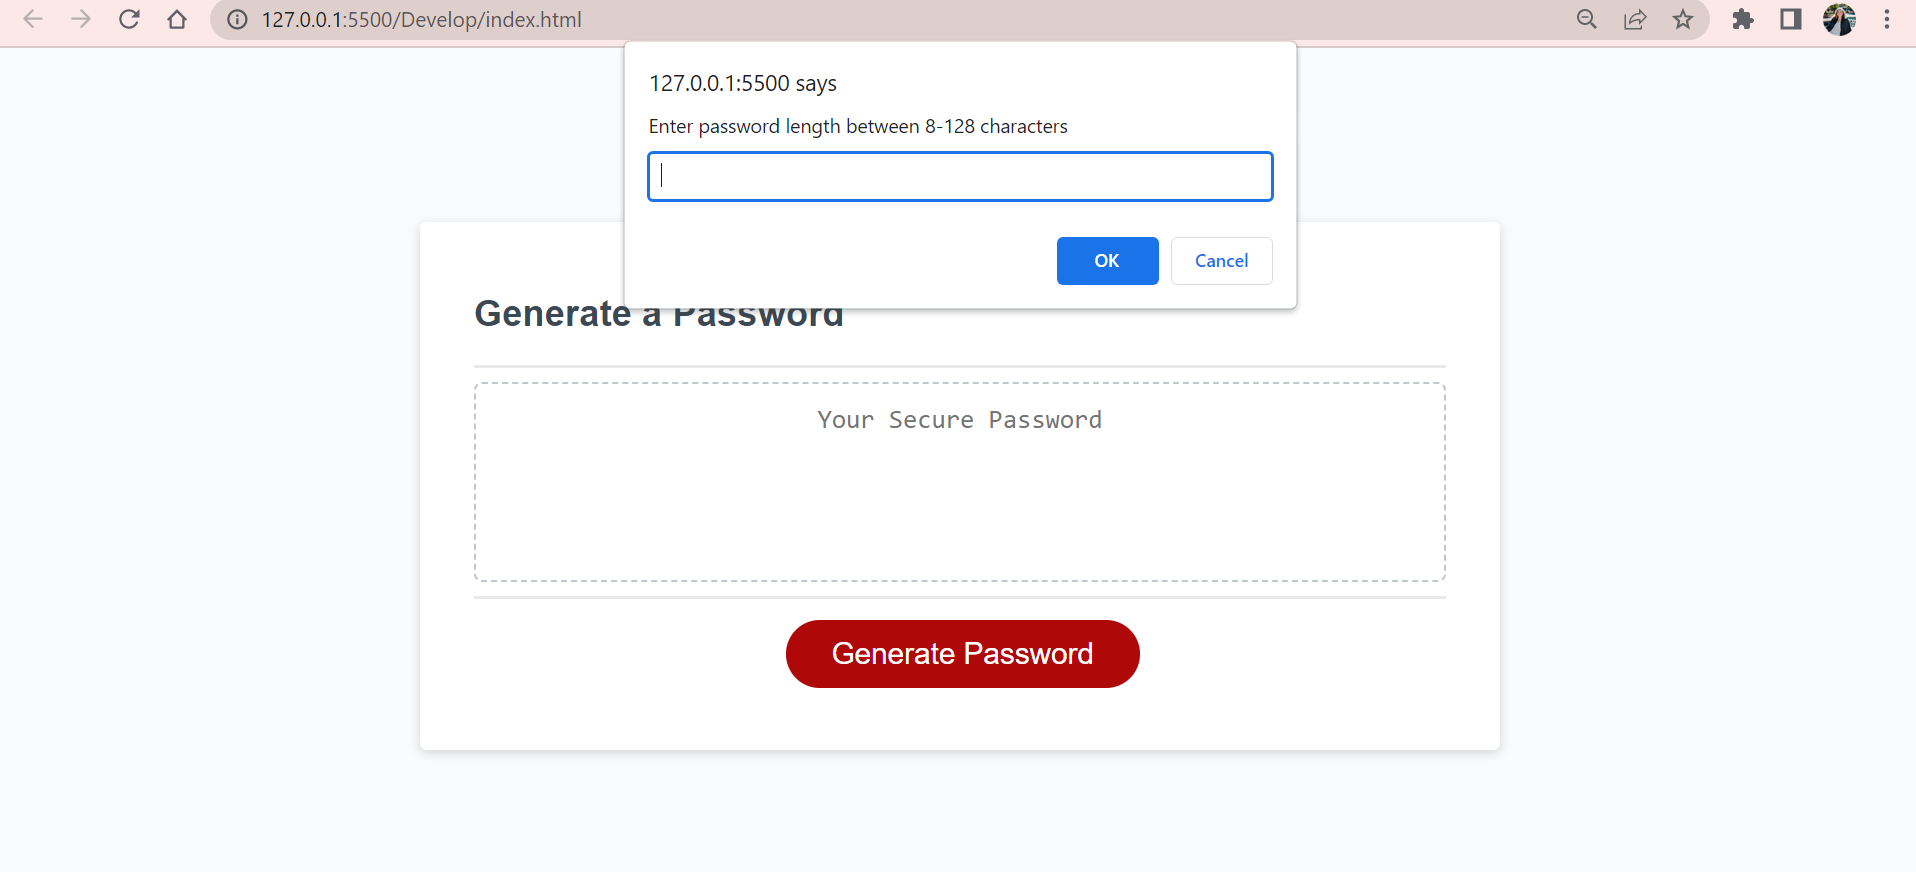 127.0.0.1:5500/Develop/index.html
127.0.0.1:5500 says
Enter password length between 8-128 characters
OK
Cancel
Generate a Password
Your Secure Password
Generate Password